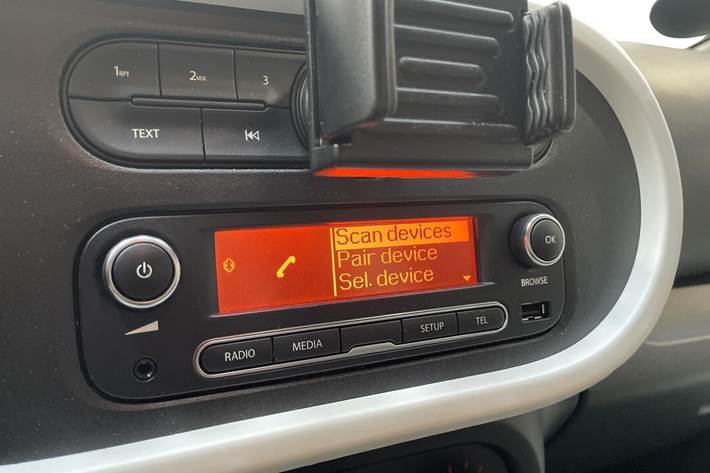 1RPT
2MIX
3
TEXT
Scan devices
Pair device
Sel. device
OK
BROWSE
RADIO
MEDIA
SETUP
TEL